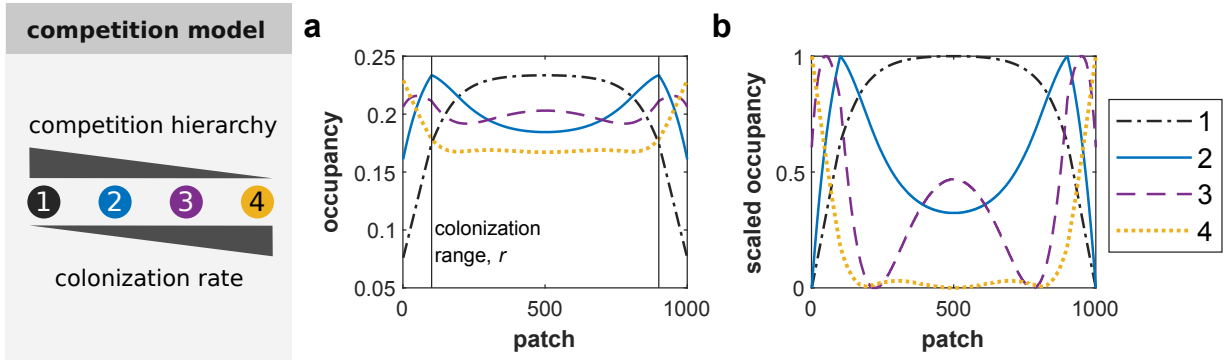 competition model
competition hierarchy
1 2 3 4
colonization rate
a
occupancy
0.25
0.2
0.15
0.1
0.05
colonization
range, r
0 500 1000
patch
b
scaled occupancy
1
0.5
0
0 500 1000
patch
1
2
3
4